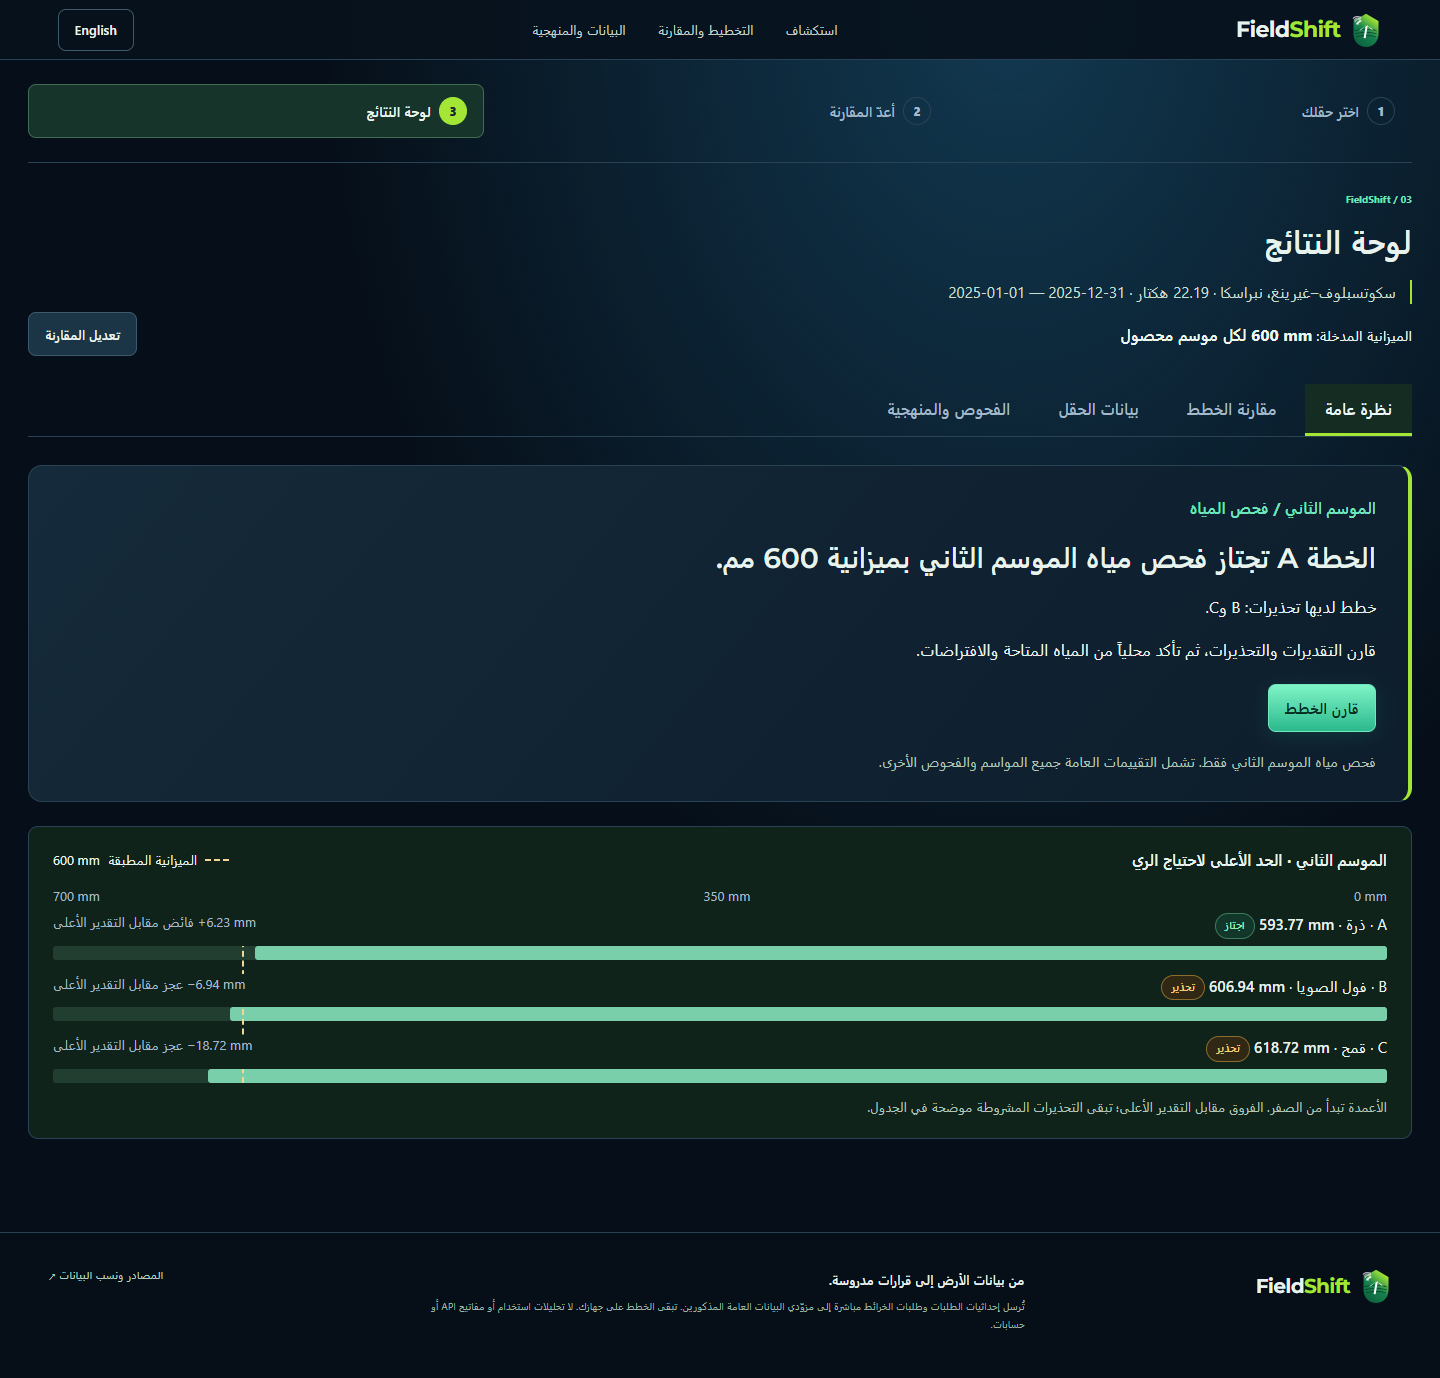 FieldShift
استكشاف
التخطيط والمقارنة
البيانات والمنهجية
English
1 اختر حقلك
2 أعدّ المقارنة
3 لوحة النتائج
FieldShift / 03
لوحة النتائج
سكوتسبلوف–غيرينغ، نبراسكا · 22.19 هكتار · 2025-12-31 — 2025-01-01
الميزانية المدخلة: 600 mm لكل موسم محصول
تعديل المقارنة
نظرة عامة
مقارنة الخطط
بيانات الحقل
الفحوص والمنهجية
الموسم الثاني / فحص المياه
الخطة A تجتاز فحص مياه الموسم الثاني بميزانية 600 مم.
خطط لديها تحذيرات: B وC.
قارن التقديرات والتحذيرات، ثم تأكد محلياً من المياه المتاحة والافتراضات.
قارن الخطط
فحص مياه الموسم الثاني فقط. تشمل التقييمات العامة جميع المواسم والفحوص الأخرى.
الموسم الثاني · الحد الأعلى لاحتياج الري
الميزانية المطبقة 600 mm
0 mm
350 mm
700 mm
A · ذرة · 593.77 mm اجتاز
+6.23 mm فائض مقابل التقدير الأعلى
B · فول الصويا · 606.94 mm تحذير
−6.94 mm عجز مقابل التقدير الأعلى
C · قمح · 618.72 mm تحذير
−18.72 mm عجز مقابل التقدير الأعلى
الأعمدة تبدأ من الصفر. الفروق مقابل التقدير الأعلى؛ تبقى التحذيرات المشروطة موضحة في الجدول.
FieldShift
من بيانات الأرض إلى قرارات مدروسة.
تُرسل إحداثيات الطلبات وطلبات الخرائط مباشرة إلى مزوّدي البيانات العامة المذكورين. تبقى الخطط على جهازك. لا تحليلات استخدام أو مفاتيح API أو
حسابات.
المصادر ونسب البيانات ↗